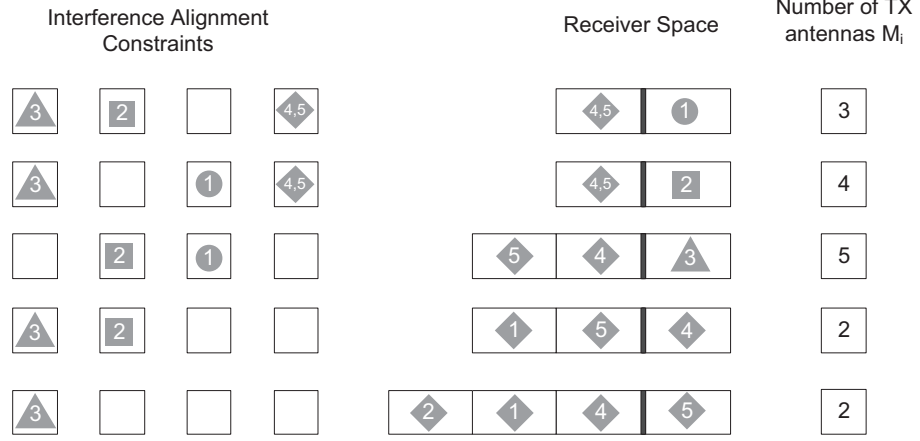 Interference Alignment
Constraints
Receiver Space
Number of TX
antennas Mi
3 2 4,5 4,5 1 3
3 1 4,5 4,5 2 4
2 1 5 4 3 5
3 2 1 5 4 2
3 2 1 4 5 2